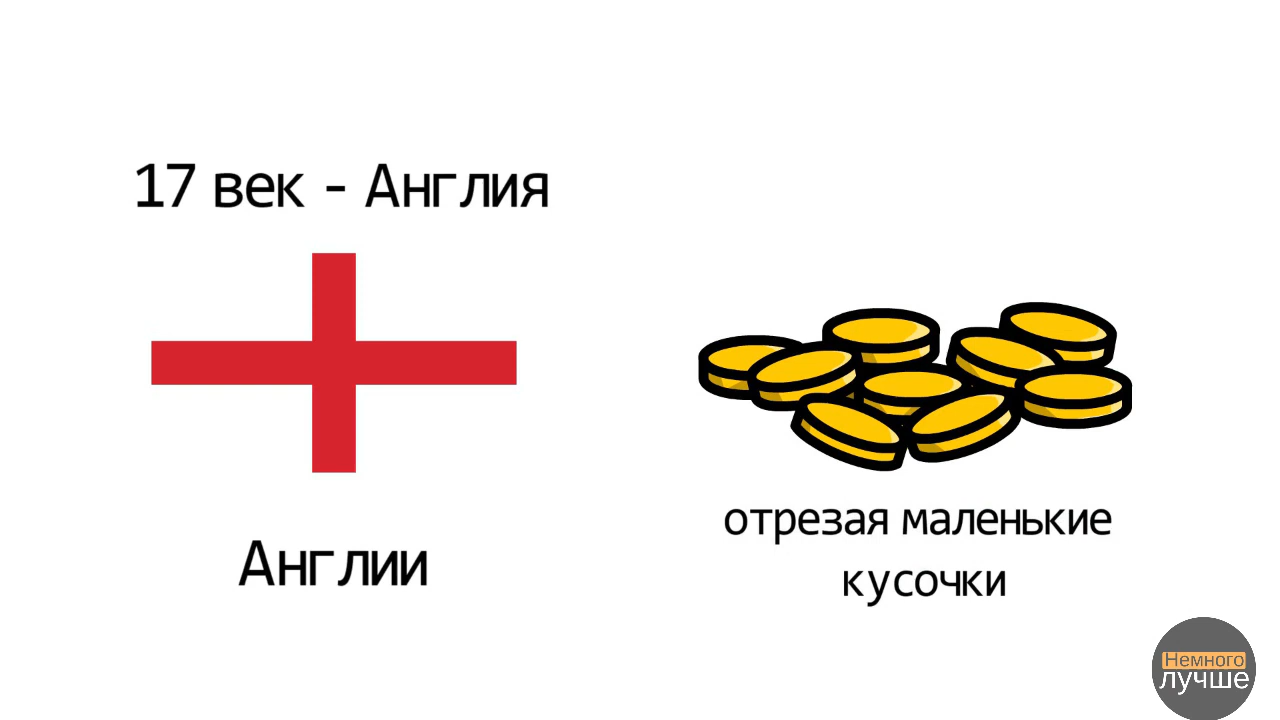 17 век - Англия
Англии
отрезая маленькие
кусочки
Немного
лучше